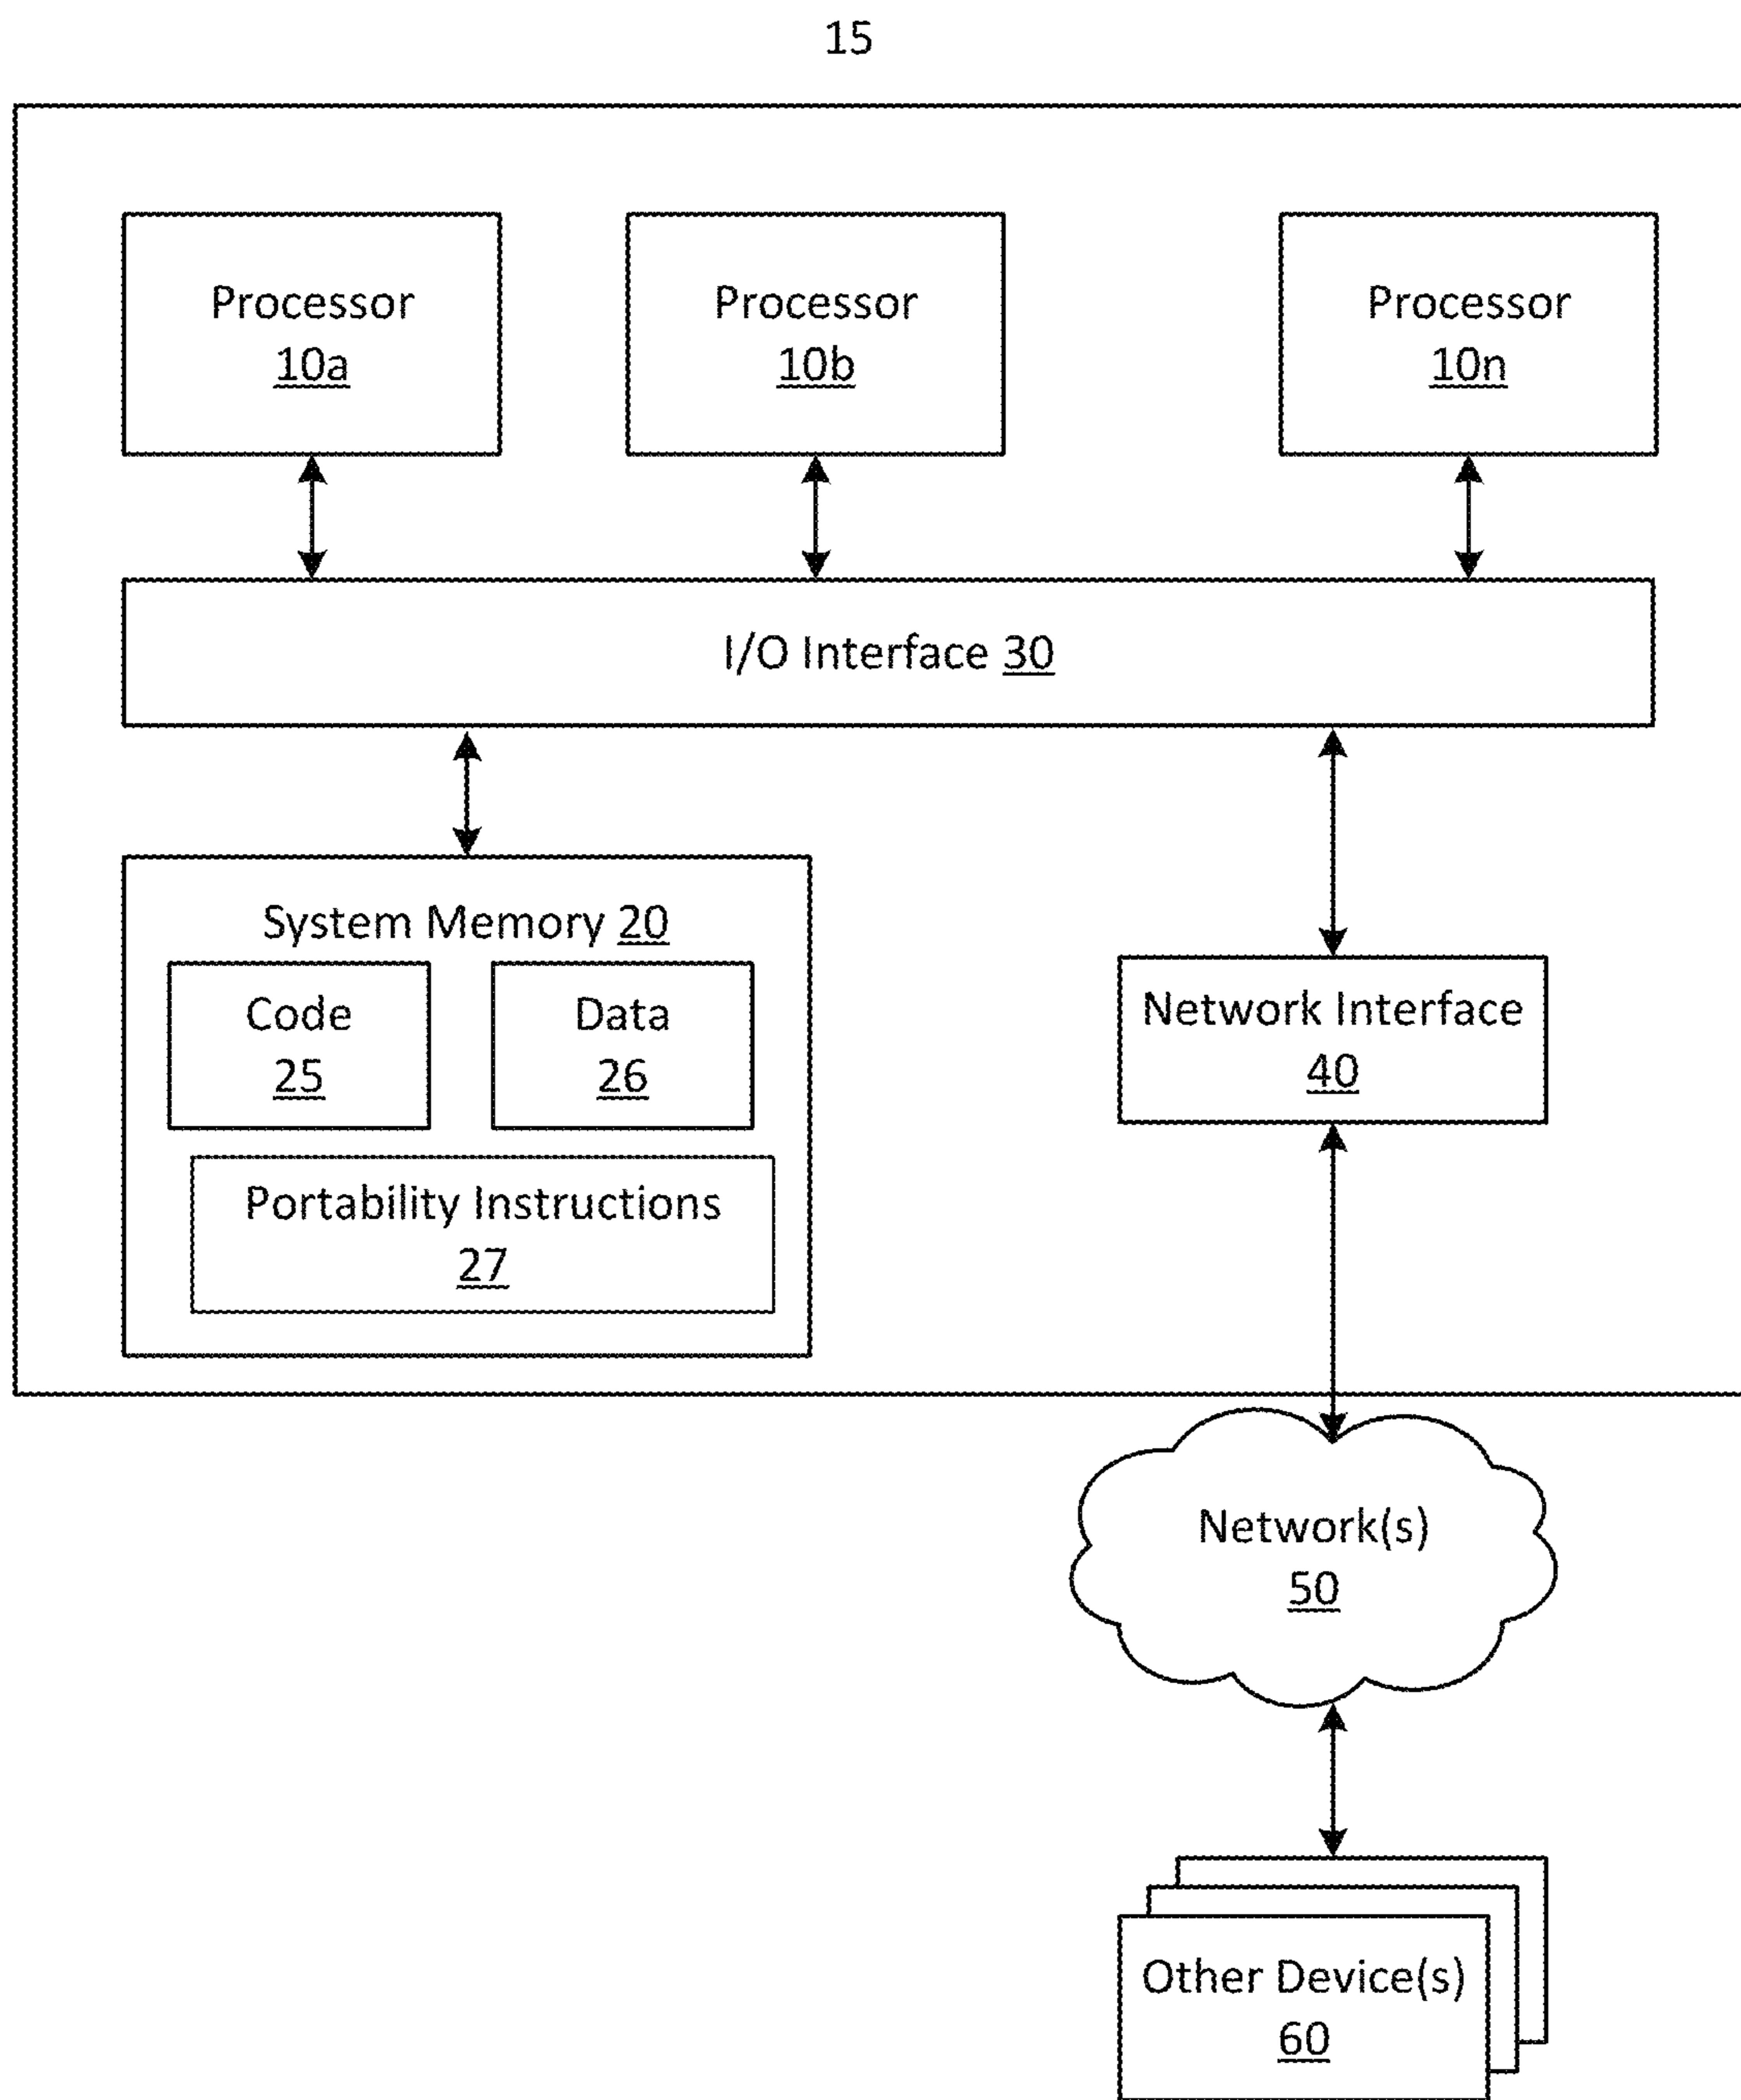 15
Processor
10a
Processor
10b
Processor
10n
I/O Interface 30
System Memory 20
Code
25
Data
26
Portability Instructions
27
Network Interface
40
Network(s)
50
Other Device(s)
60